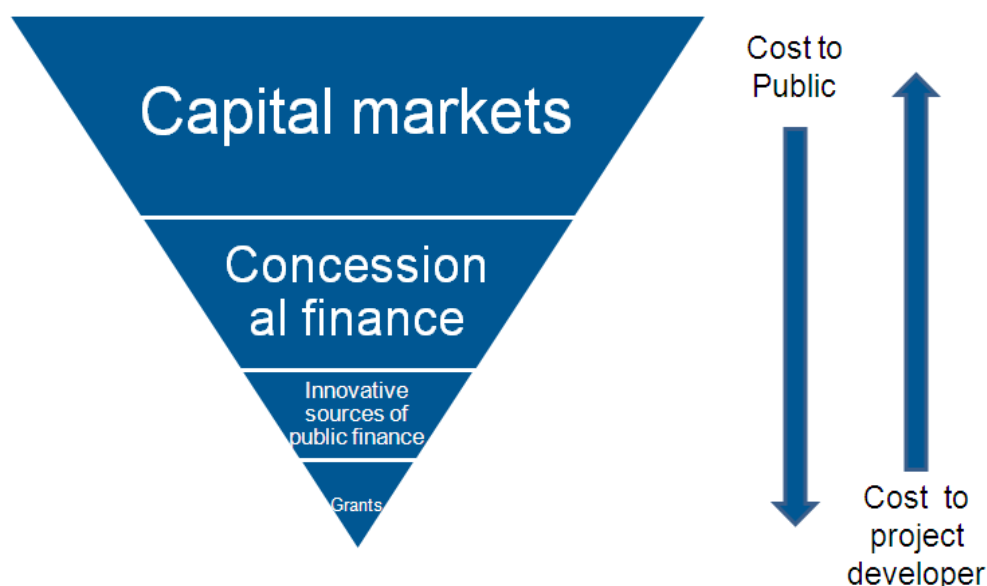 Capital markets
Concession
al finance
Innovative
sources of
public finance
Grants
Cost to
Public
Cost to
project
developer